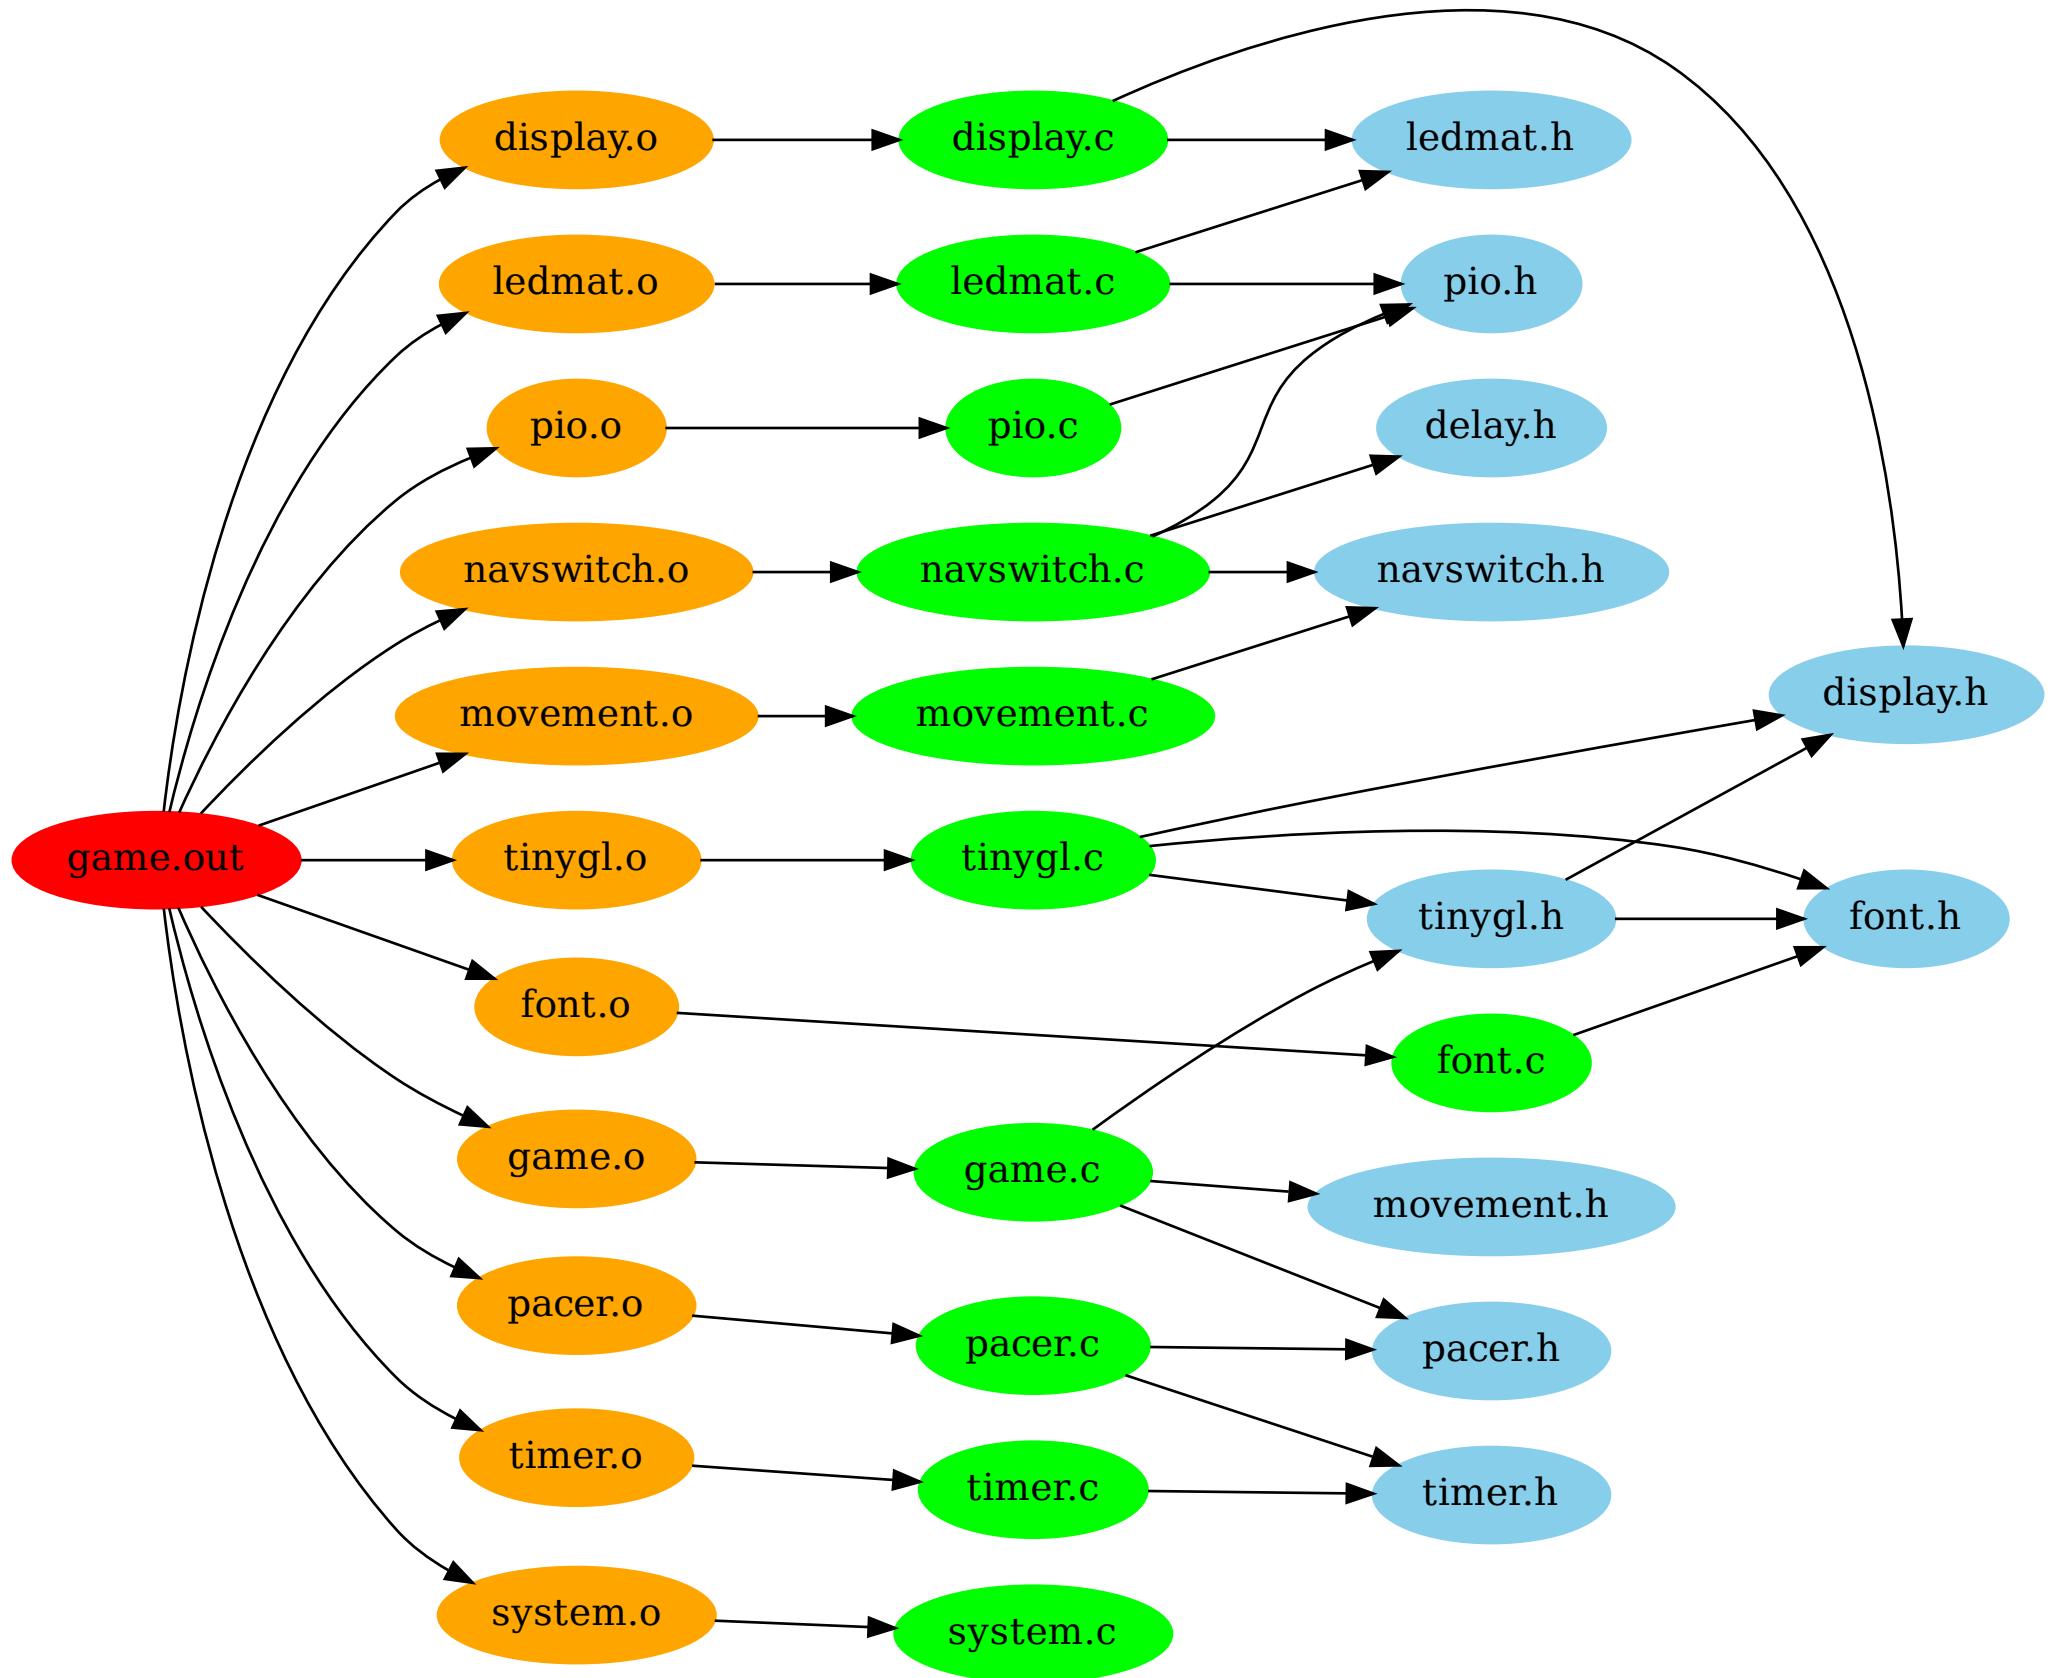 display.o
display.c
ledmat.h
ledmat.o
ledmat.c
pio.h
pio.o
pio.c
delay.h
navswitch.o
navswitch.c
navswitch.h
display.h
movement.o
movement.c
game.out
tinygl.o
tinygl.c
tinygl.h
font.h
font.o
font.c
game.o
game.c
movement.h
pacer.o
pacer.c
pacer.h
timer.o
timer.c
timer.h
system.o
system.c